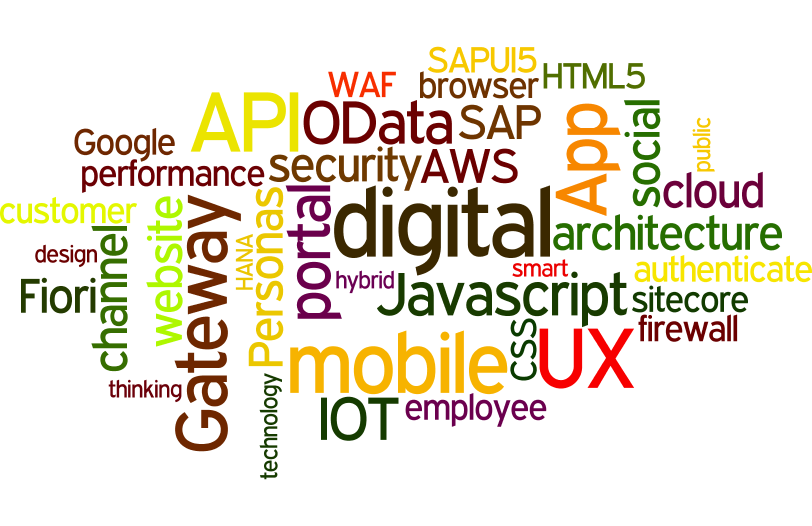 SAPUI5
WAF
browser
HTML5
API
OData
SAP
App
social
public
Google
performance
security
AWS
cloud
customer
website
Gateway
Personas
portal
digital
architecture
design
channel
HANA
hybrid
smart
authenticate
Fiori
Javascript
sitecore
firewall
mobile
CSS
UX
thinking
technology
IOT
employee